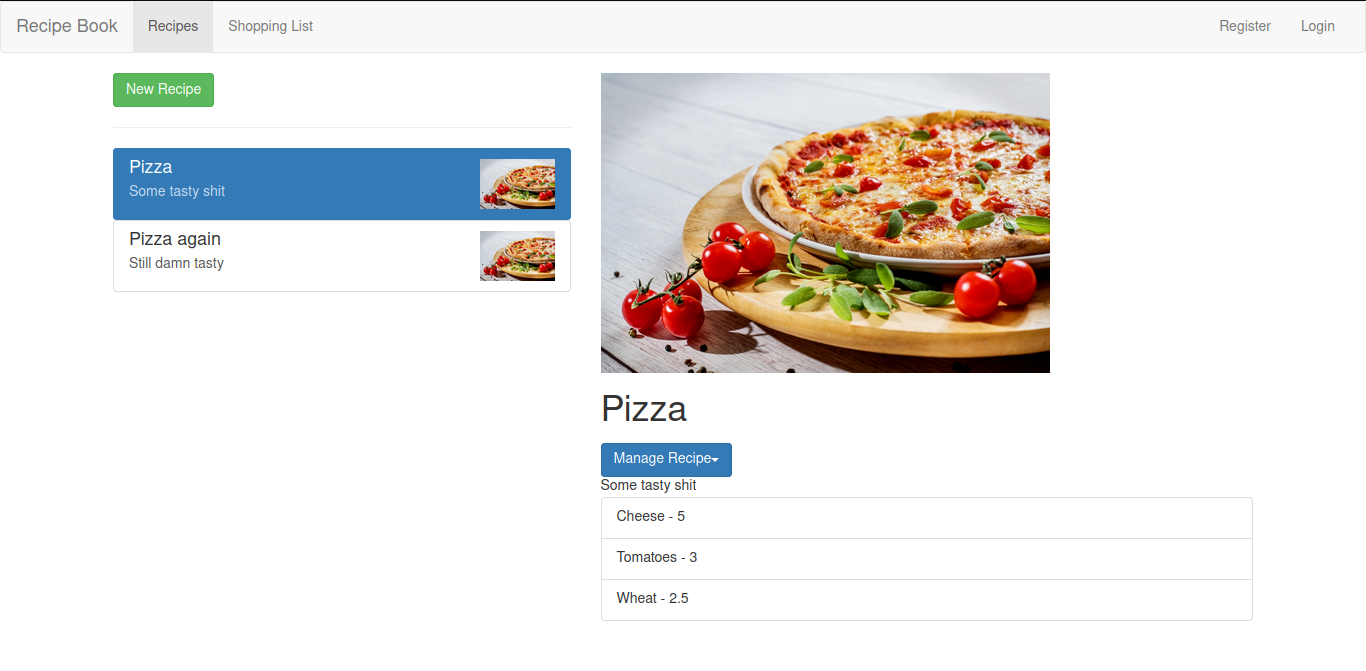 Recipe Book Recipes Shopping List Register Login
New Recipe
Pizza
Some tasty shit
Pizza again
Still damn tasty
Pizza
Manage Recipe
Some tasty shit
Cheese - 5
Tomatoes - 3
Wheat - 2.5